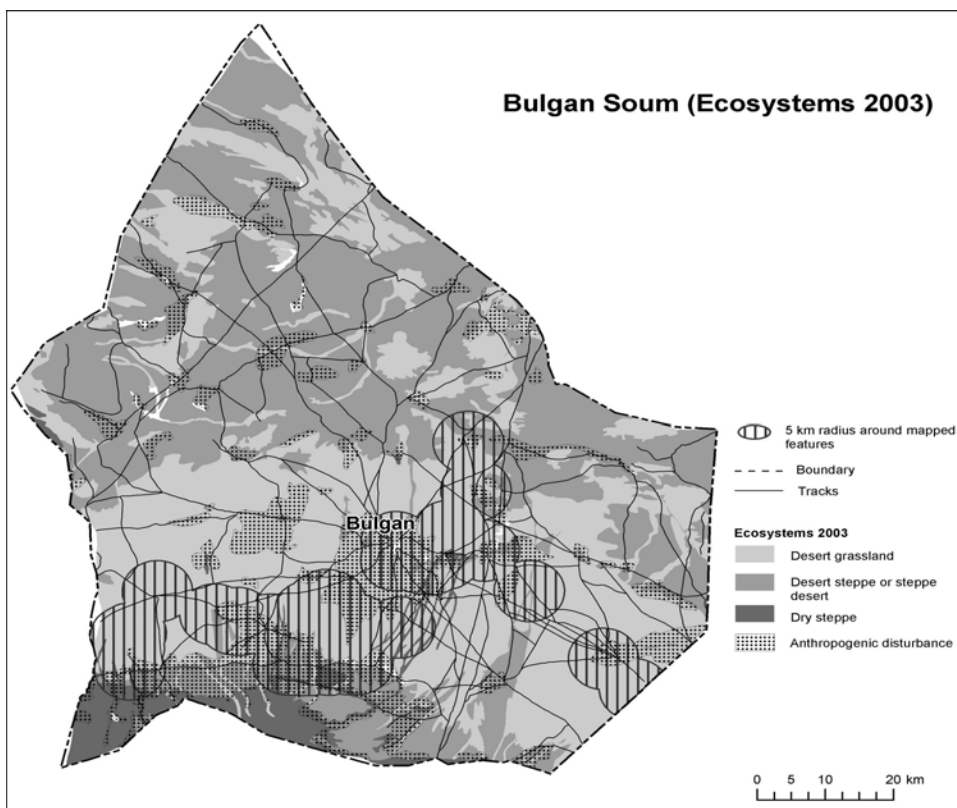 Bulgan Soum (Ecosystems 2003)
Bulgan
5 km radius around mapped
features
Boundary
Tracks
Ecosystems 2003
Desert grassland
Desert steppe or steppe
desert
Dry steppe
Anthropogenic disturbance
0 5 10 20 km